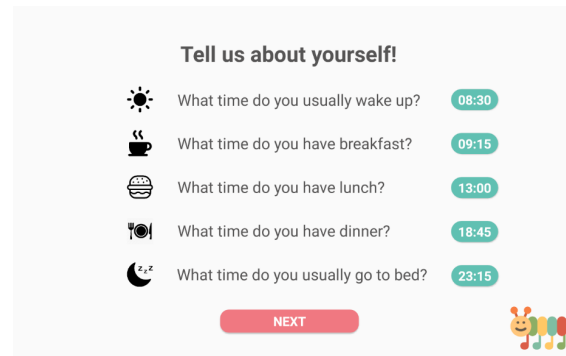 Tell us about yourself!
What time do you usually wake up? 08:30
What time do you have breakfast? 09:15
What time do you have lunch? 13:00
What time do you have dinner? 18:45
z z z What time do you usually go to bed? 23:15
NEXT